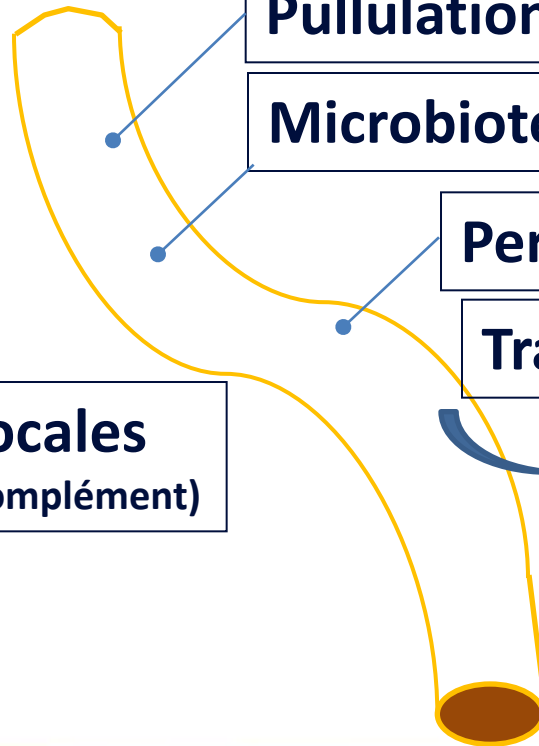 Pullulation
Microbiote
Per
Tra
ocales
omplément)